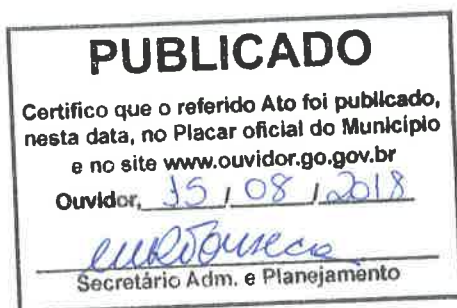 PUBLICADO
Certifico que o referido Ato foi publicado,
nesta data, no Placar oficial do Município
e no site www.ouvidor.go.gov.br
Ouvidor, 15 / 08 / 2018
Secretário Adm. e Planejamento